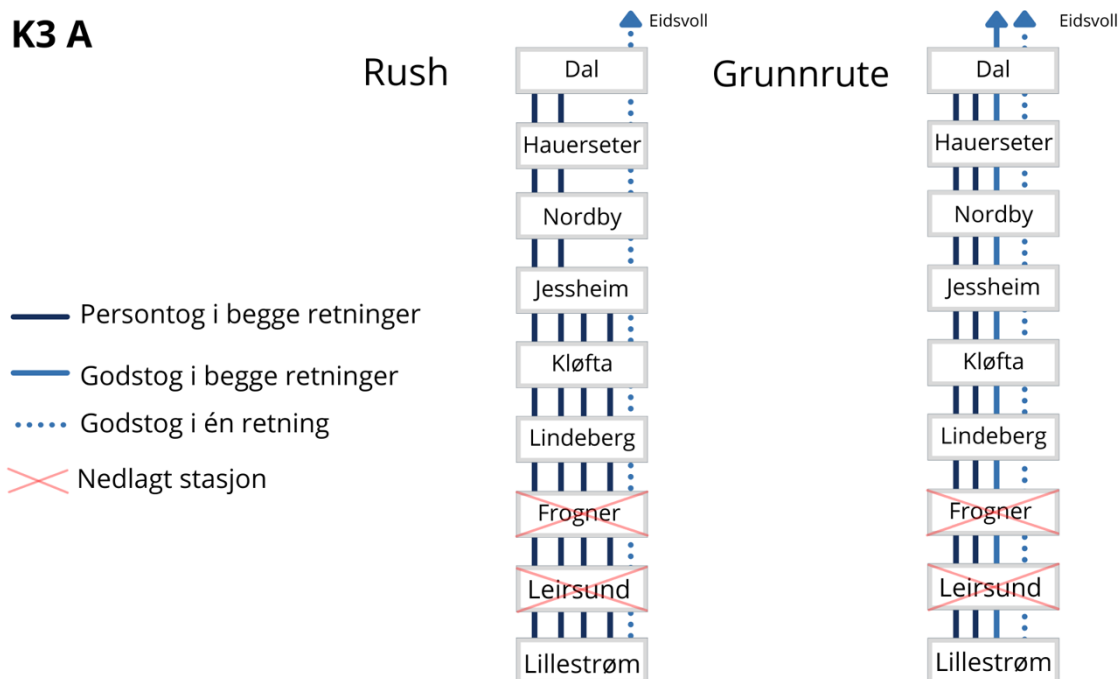 K3 A
Rush
Eidsvoll
Dal
Hauerseter
Nordby
Jessheim
Kløfta
Lindeberg
Frogner
Leirsund
Lillestrøm
Grunnrute
Eidsvoll
Dal
Hauerseter
Nordby
Jessheim
Kløfta
Lindeberg
Frogner
Leirsund
Lillestrøm
Persontog i begge retninger
Godstog i begge retninger
Godstog i én retning
Nedlagt stasjon